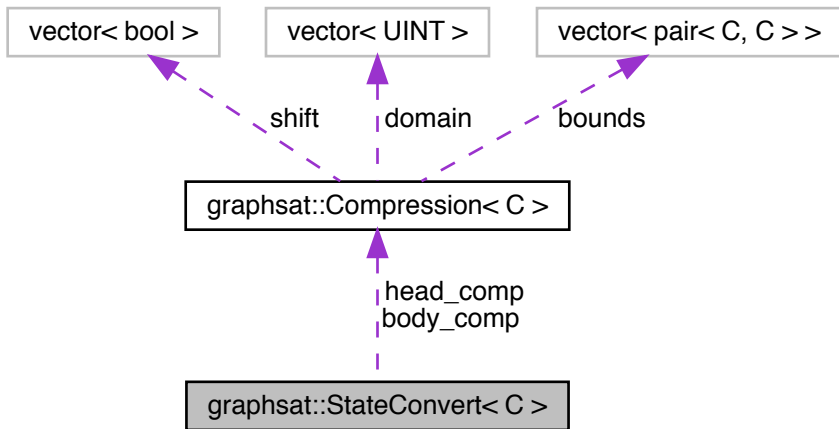 vector< bool >
vector< UINT >
vector< pair< C, C > >
shift
domain
bounds
graphsat::Compression< C >
head_comp
body_comp
graphsat::StateConvert< C >